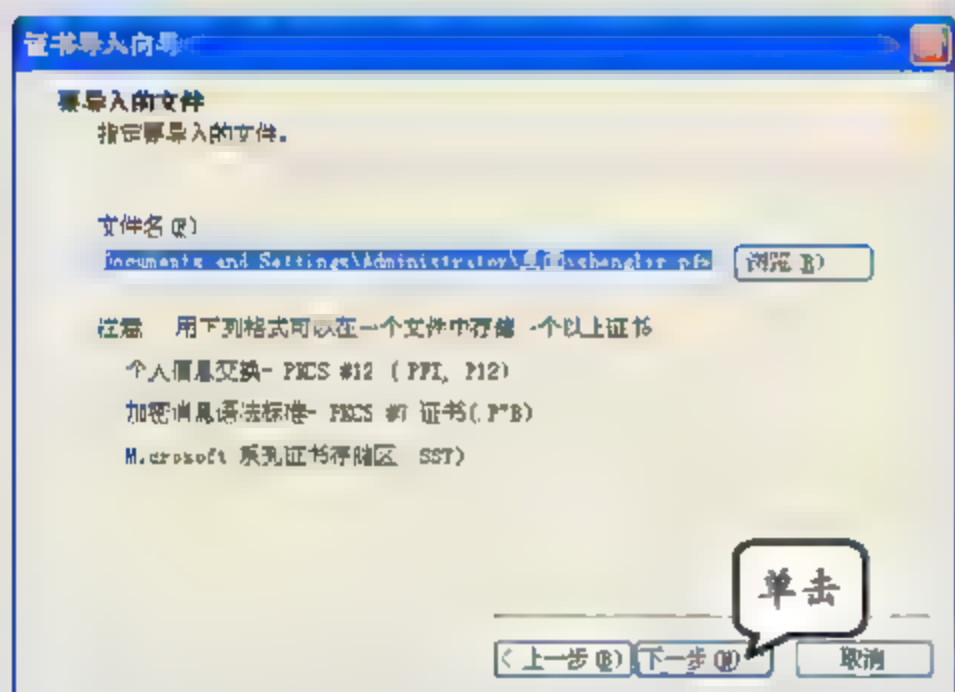 证书导入向导
要导入的文件
指定要导入的文件。
文件名(F)
Documents and Settings\Administrator\桌面\shanglar pfx
浏览 R)
注意 用下列格式可以在一个文件中存储一个以上证书
个人信息交换- PKCS #12 ( PFX, P12)
加密消息语法标准- PKCS #7 证书( P7B)
Microsoft 系列证书存储区 SST)
单击
< 上一步(B)
下一步(N)
取消